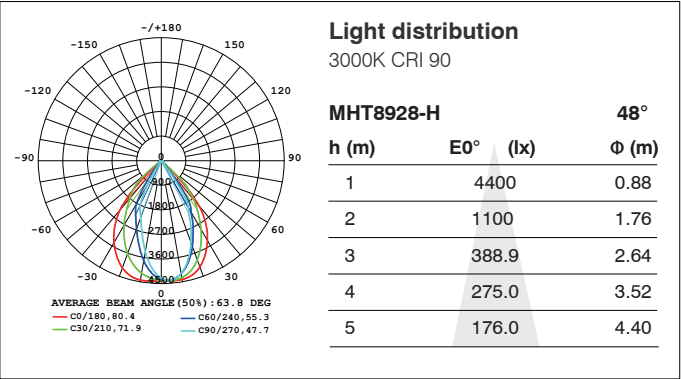 -/+180
-150
150
-120
120
-90
90
-60
60
-30
30
0
0
900
1800
2700
3600
4500
AVERAGE BEAM ANGLE(50%):63.8 DEG
C0/180,80.4
C30/210,71.9
C60/240,55.3
C90/270,47.7
Light distribution
3000K CRI 90
MHT8928-H 48°
h (m) E0° (lx) Φ (m)
1 4400 0.88
2 1100 1.76
3 388.9 2.64
4 275.0 3.52
5 176.0 4.40